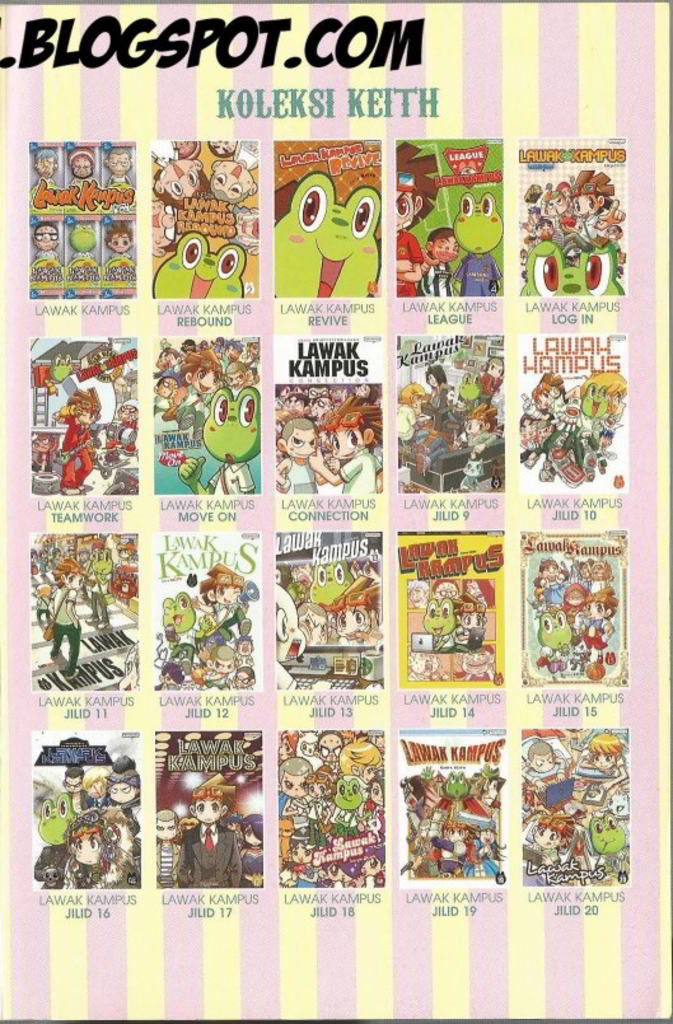 .BLOGSPOT.COM
KOLEKSI KEITH
LAWAK KAMPUS
LAWAK KAMPUS
REBOUND
LAWAK KAMPUS
REVIVE
LAWAK KAMPUS
LEAGUE
LAWAK KAMPUS
LOG IN
LAWAK KAMPUS
TEAMWORK
LAWAK KAMPUS
MOVE ON
LAWAK KAMPUS
CONNECTION
LAWAK KAMPUS
JILID 9
LAWAK KAMPUS
JILID 10
LAWAK KAMPUS
JILID 11
LAWAK KAMPUS
JILID 12
LAWAK KAMPUS
JILID 13
LAWAK KAMPUS
JILID 14
LAWAK KAMPUS
JILID 15
LAWAK KAMPUS
JILID 16
LAWAK KAMPUS
JILID 17
LAWAK KAMPUS
JILID 18
LAWAK KAMPUS
JILID 19
LAWAK KAMPUS
JILID 20